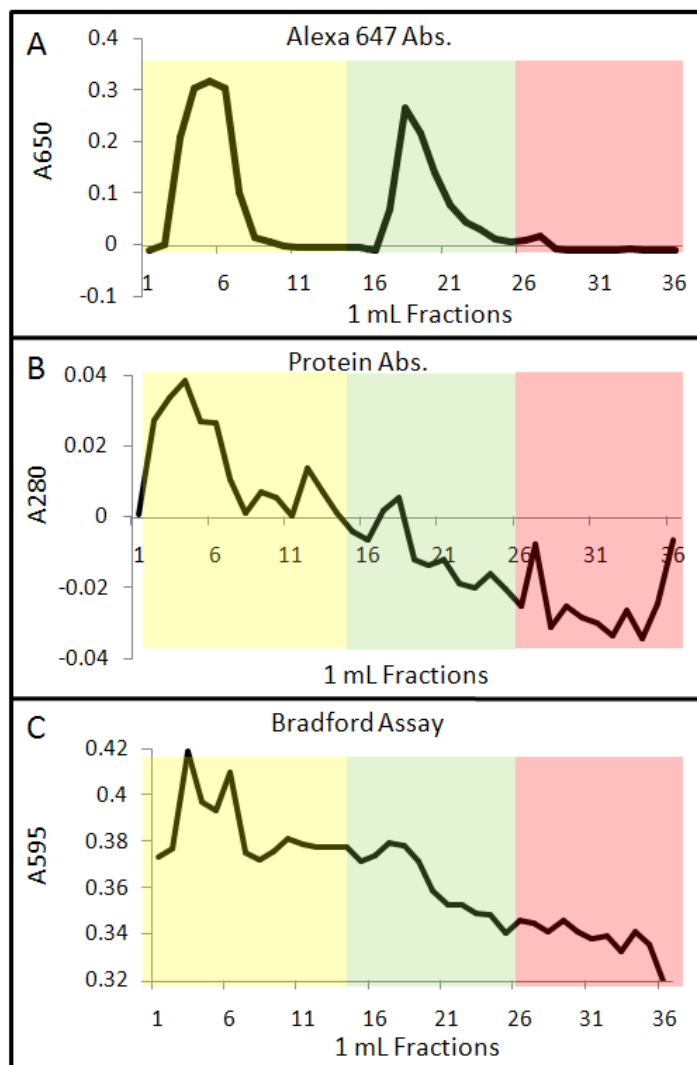 A
Alexa 647 Abs.
0.4
0.3
0.2
0.1
0
-0.1
A650
1 6 11 16 21 26 31 36
1 mL Fractions
B
Protein Abs.
0.04
0.02
0
-0.02
-0.04
A280
1 6 11 16 21 26 31 36
1 mL Fractions
C
Bradford Assay
0.42
0.4
0.38
0.36
0.34
0.32
A595
1 6 11 16 21 26 31 36
1 mL Fractions